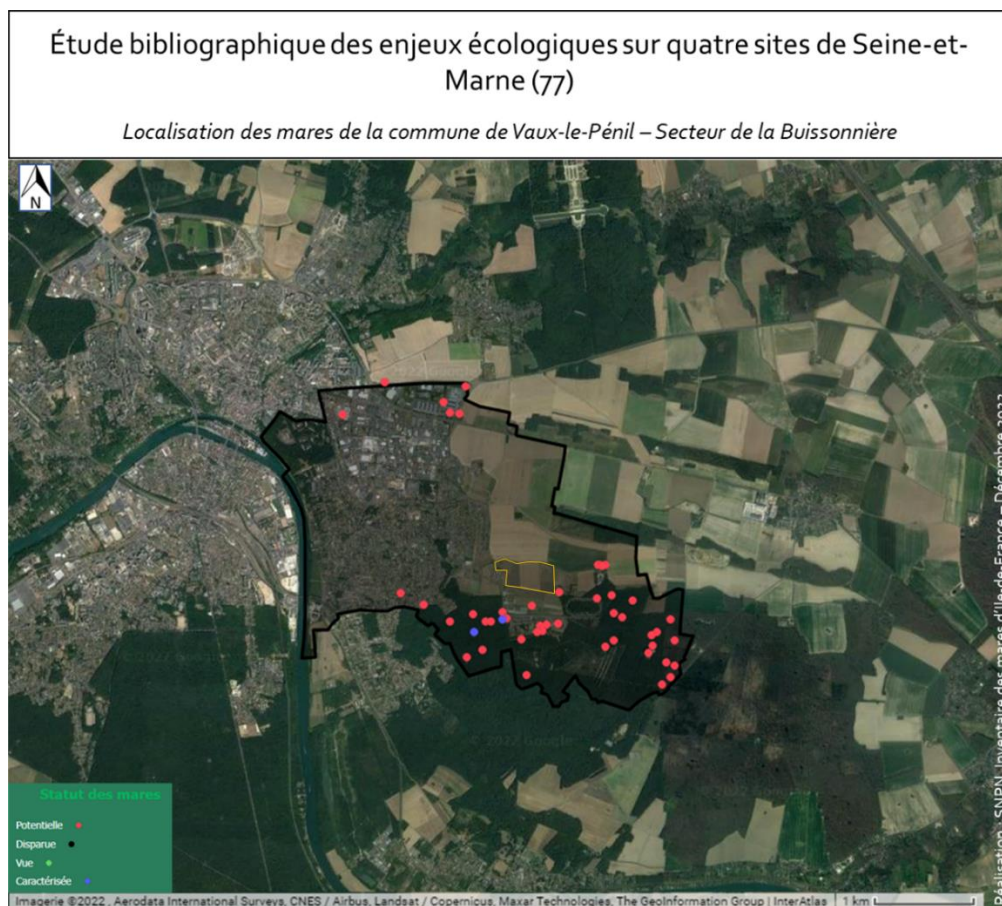 Étude bibliographique des enjeux écologiques sur quatre sites de Seine-et-
Marne (77)
Localisation des mares de la commune de Vaux-le-Pénil – Secteur de la Buissonnière
N
Statut des mares
Potentielle
Disparue
Vue
Caractérisée
Réalisation : SNPN, Inventaire des mares d'Ile-de-France – Décembre 2022
Imagerie ©2022 , Aerodata International Surveys, CNES / Airbus, Landsat / Copernicus, Maxar Technologies, The GeoInformation Group | InterAtlas
1 km